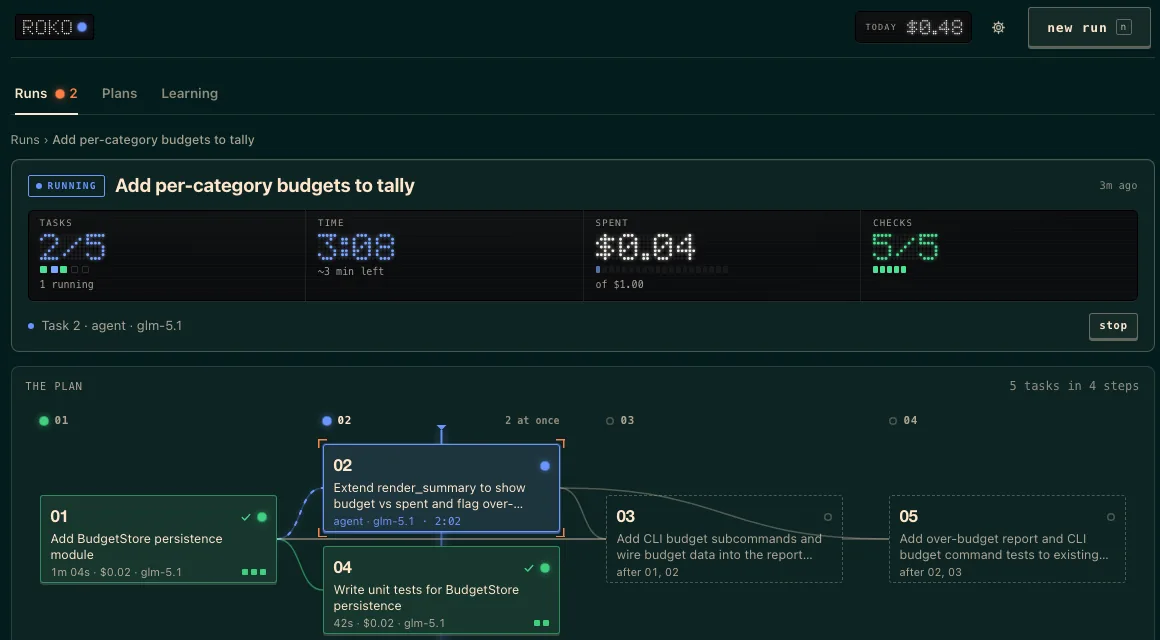 ROKO
TODAY $0.48
new run n
Runs 2 Plans Learning
Runs › Add per-category budgets to tally
RUNNING Add per-category budgets to tally 3m ago
TASKS TIME SPENT CHECKS
2/5 3:08 $0.04 5/5
~3 min left
1 running of $1.00
Task 2 · agent · glm-5.1
stop
THE PLAN 5 tasks in 4 steps
01 02 2 at once 03 04
02
Extend render_summary to show
budget vs spent and flag over-…
agent · glm-5.1 · 2:02
01
Add BudgetStore persistence
module
1m 04s · $0.02 · glm-5.1
03
Add CLI budget subcommands and
wire budget data into the report…
after 01, 02
05
Add over-budget report and CLI
budget command tests to existing…
after 02, 03
04
Write unit tests for BudgetStore
persistence
42s · $0.02 · glm-5.1